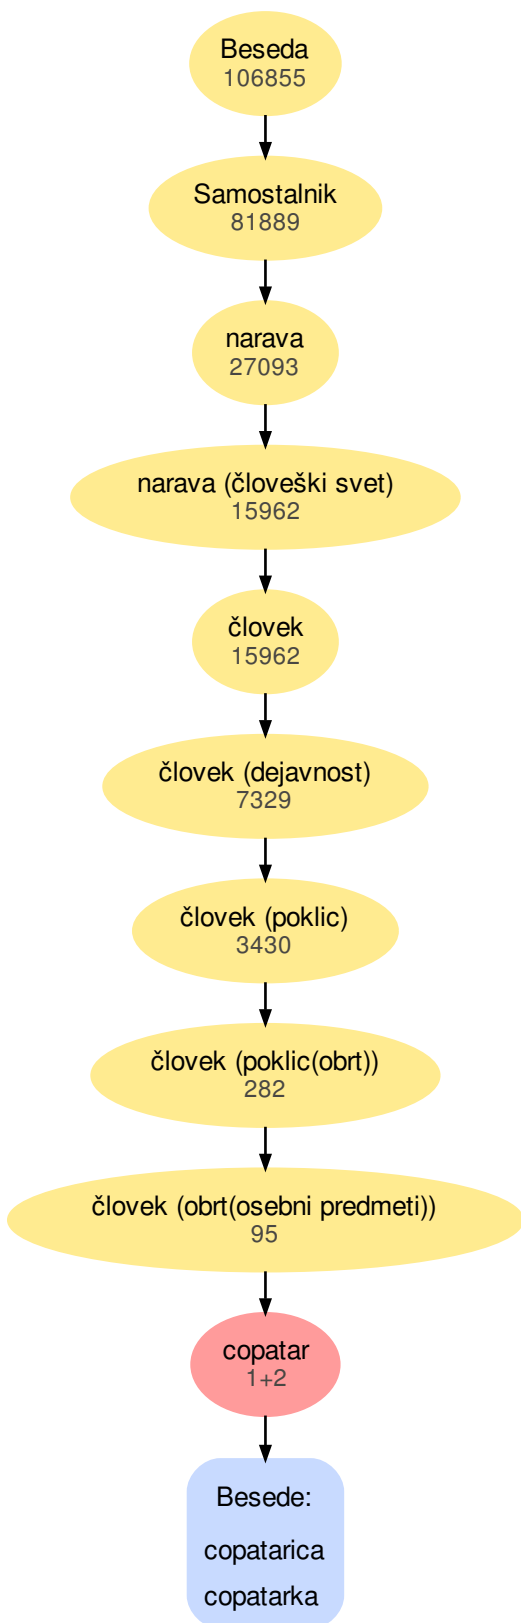 Beseda
106855
Samostalnik
81889
narava
27093
narava (človeški svet)
15962
človek
15962
človek (dejavnost)
7329
človek (poklic)
3430
človek (poklic(obrt))
282
človek (obrt(osebni predmeti))
95
copatar
1+2
Besede:
copatarica
copatarka